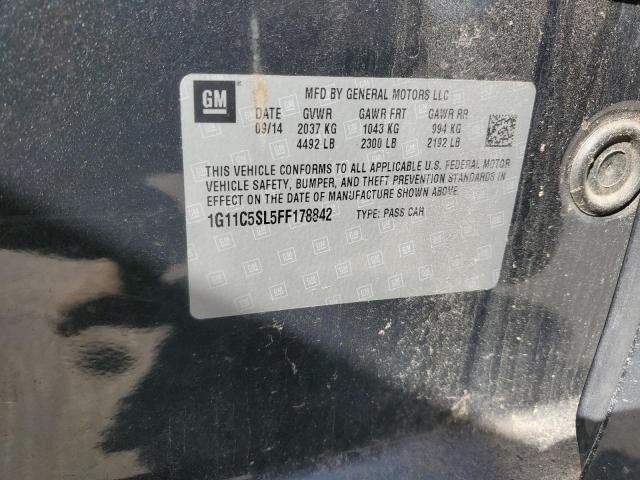 GM
MFD BY GENERAL MOTORS LLC
DATE GVWR GAWR FRT GAWR RR
09/14 2037 KG 1043 KG 994 KG
4492 LB 2300 LB 2192 LB
THIS VEHICLE CONFORMS TO ALL APPLICABLE U.S. FEDERAL MOTOR
VEHICLE SAFETY, BUMPER, AND THEFT PREVENTION STANDARDS IN
EFFECT ON THE DATE OF MANUFACTURE SHOWN ABOVE.
1G11C5SL5FF178842 TYPE: PASS CAR